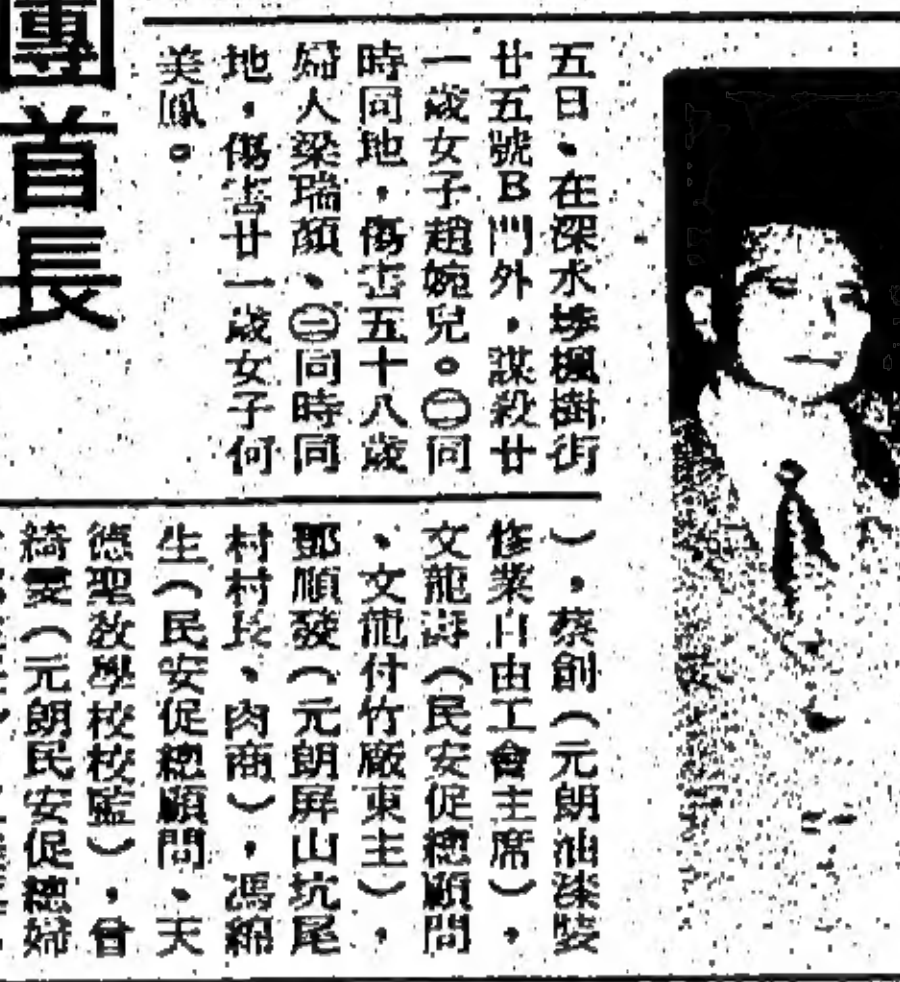 五日、在深水埗楓樹街
廿五號B門外，謀殺廿
一歲女子趙婉兒。㊁同
時同地，傷害五十八歲
婦人梁瑞顏、㊂同時同
地，傷害廿一歲女子何
美鳳。
團首長
），蔡創（元朗油漆裝
修業自由工會主席），
文龍（民安促總顧問
、文龍付竹廠東主），
鄧順發（元朗屏山坑尾
村村長、肉商），馮綿
生（民安促總顧問、天
德聖教學校校監），曾
綺雯（元朗民安促總婦